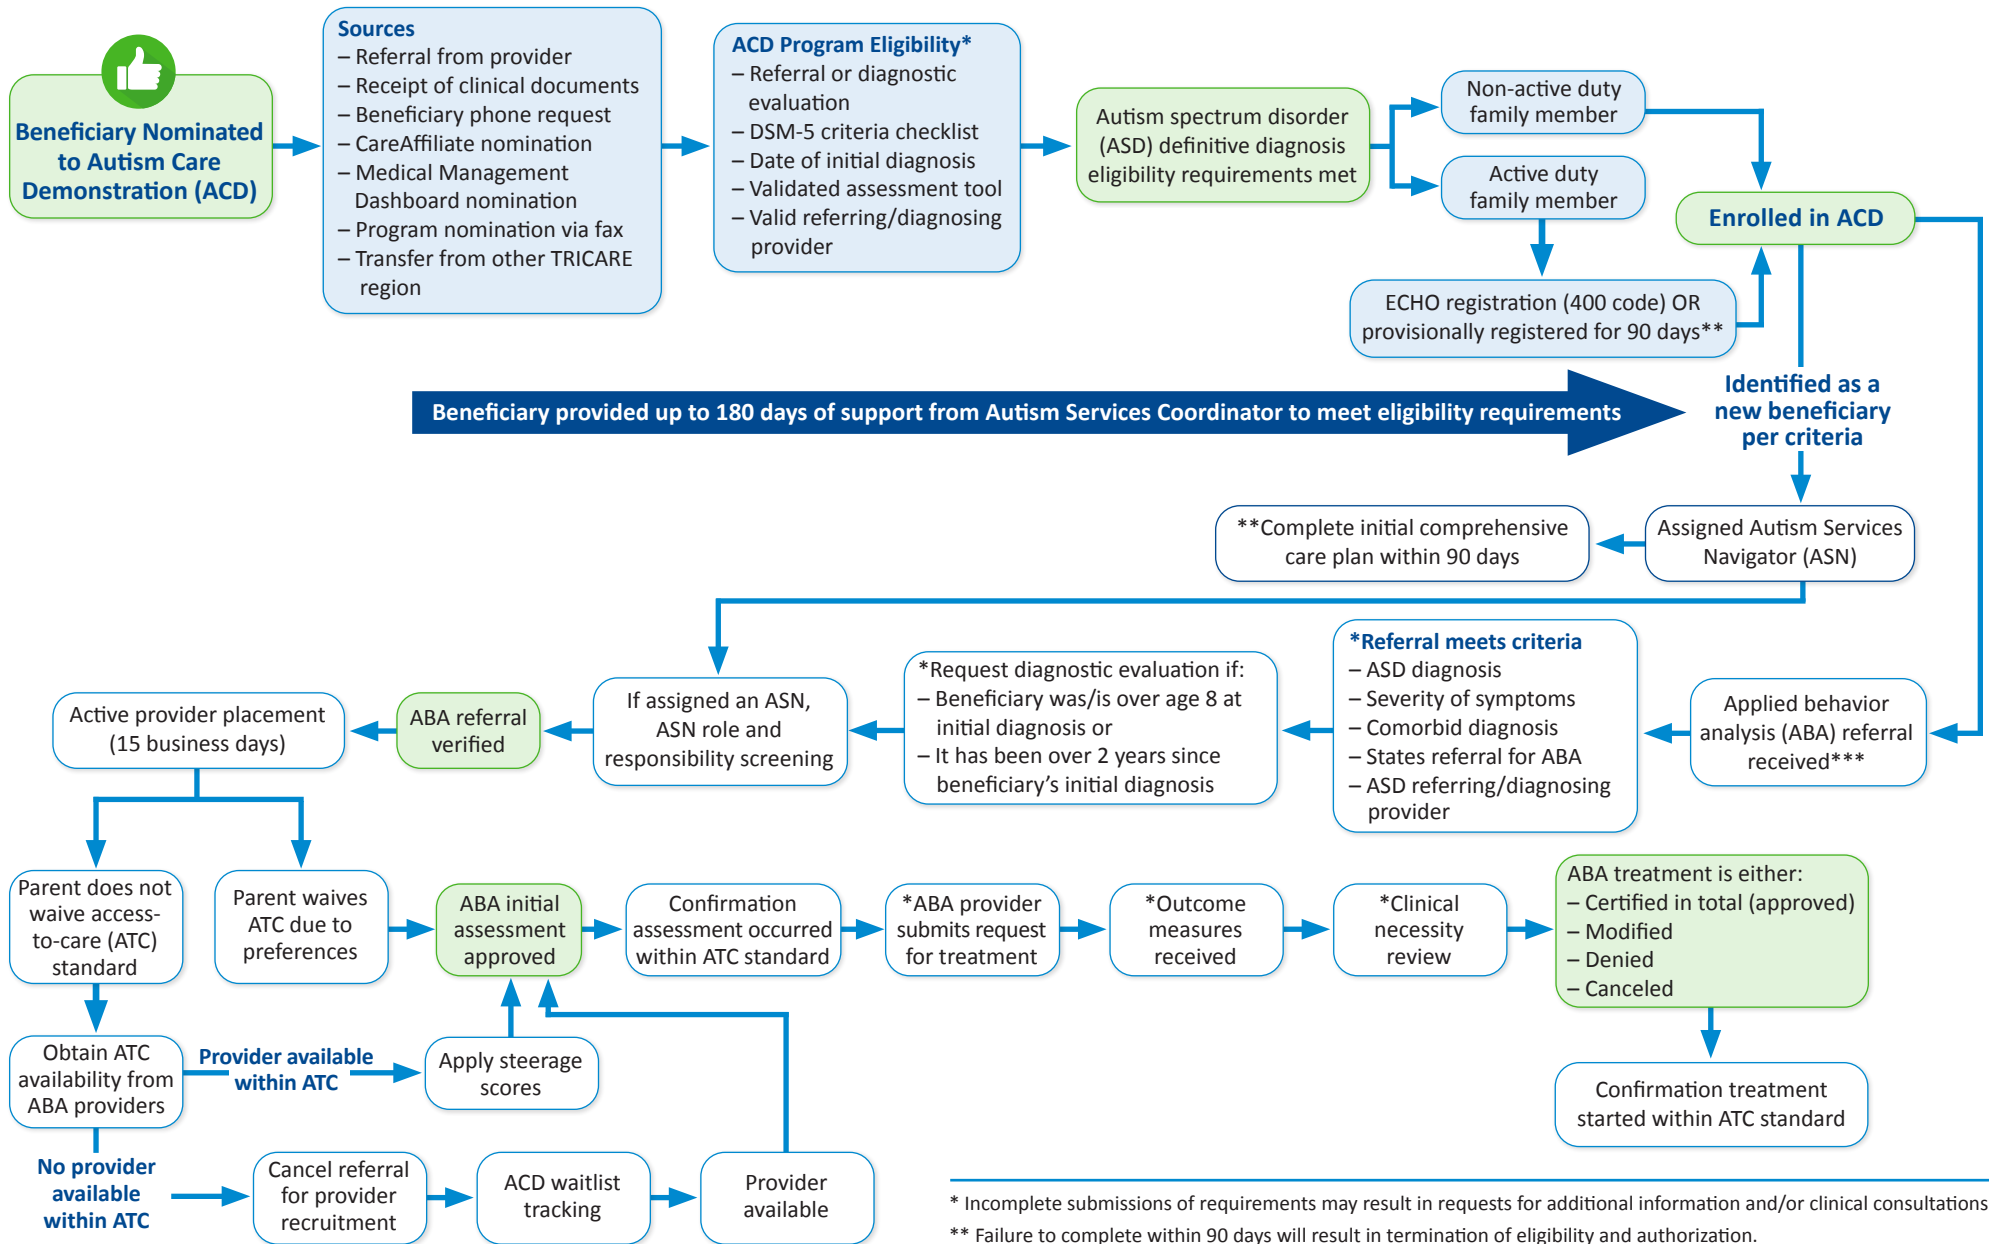 Beneficiary Nominated
to Autism Care
Demonstration (ACD)
Sources
– Referral from provider
– Receipt of clinical documents
– Beneficiary phone request
– CareAffiliate nomination
– Medical Management
Dashboard nomination
– Program nomination via fax
– Transfer from other TRICARE
region
ACD Program Eligibility*
– Referral or diagnostic
evaluation
– DSM-5 criteria checklist
– Date of initial diagnosis
– Validated assessment tool
– Valid referring/diagnosing
provider
Autism spectrum disorder
(ASD) definitive diagnosis
eligibility requirements met
Non-active duty
family member
Active duty
family member
Enrolled in ACD
ECHO registration (400 code) OR
provisionally registered for 90 days**
Beneficiary provided up to 180 days of support from Autism Services Coordinator to meet eligibility requirements
Identified as a
new beneficiary
per criteria
Assigned Autism Services
Navigator (ASN)
**Complete initial comprehensive
care plan within 90 days
Applied behavior
analysis (ABA) referral
received***
*Referral meets criteria
– ASD diagnosis
– Severity of symptoms
– Comorbid diagnosis
– States referral for ABA
– ASD referring/diagnosing
provider
*Request diagnostic evaluation if:
– Beneficiary was/is over age 8 at
initial diagnosis or
– It has been over 2 years since
beneficiary's initial diagnosis
If assigned an ASN,
ASN role and
responsibility screening
ABA referral
verified
Active provider placement
(15 business days)
Parent does not
waive access-
to-care (ATC)
standard
Parent waives
ATC due to
preferences
ABA initial
assessment
approved
Confirmation
assessment occurred
within ATC standard
*ABA provider
submits request
for treatment
*Outcome
measures
received
*Clinical
necessity
review
ABA treatment is either:
– Certified in total (approved)
– Modified
– Denied
– Canceled
Confirmation treatment
started within ATC standard
Obtain ATC
availability from
ABA providers
Provider available
within ATC
Apply steerage
scores
No provider
available
within ATC
Cancel referral
for provider
recruitment
ACD waitlist
tracking
Provider
available
* Incomplete submissions of requirements may result in requests for additional information and/or clinical consultations
** Failure to complete within 90 days will result in termination of eligibility and authorization.